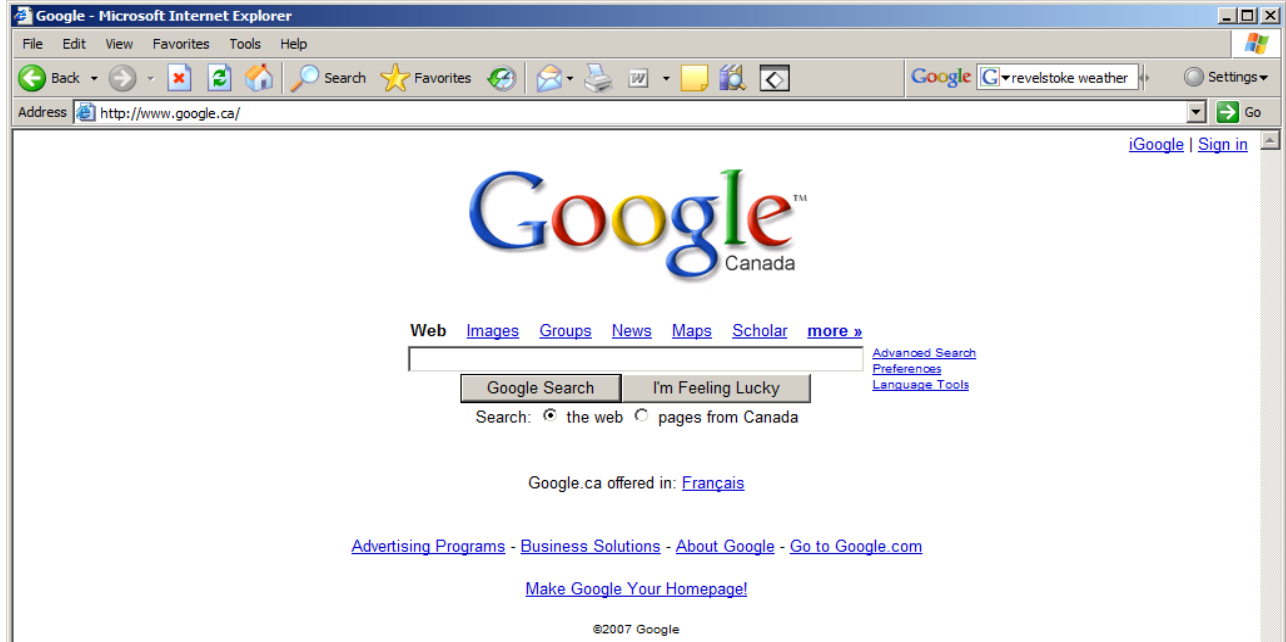 Google - Microsoft Internet Explorer
File Edit View Favorites Tools Help
Back Search Favorites Google G revelstoke weather Settings
Address http://www.google.ca/ Go
iGoogle | Sign in
Google™
Canada
Web Images Groups News Maps Scholar more »
Advanced Search
Preferences
Language Tools
Google Search I'm Feeling Lucky
Search: the web pages from Canada
Google.ca offered in: Français
Advertising Programs - Business Solutions - About Google - Go to Google.com
Make Google Your Homepage!
©2007 Google